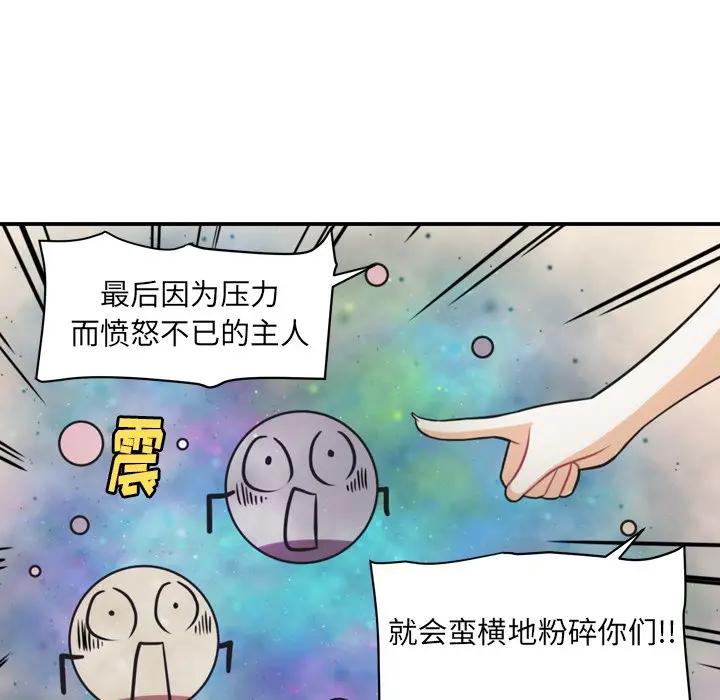 最后因为压力
而愤怒不已的主人
震
就会蛮横地粉碎你们!!